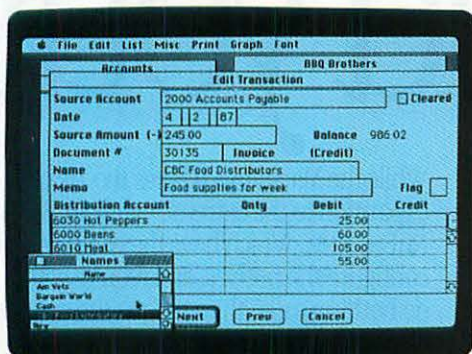 File Edit List Misc Print Graph Font
Accounts BBQ Brothers
Edit Transaction
Source Account 2000 Accounts Payable Cleared
Date 4 2 87
Source Amount (-) 245.00 Balance 986.02
Document # 30135 Invoice (Credit)
Name CBC Food Distributors
Memo Food supplies for week Flag
Distribution Account Qnty Debit Credit
6030 Hot Peppers 25.00
6000 Beans 60.00
6010 Meat 105.00
55.00
Names
Name
Am Vets
Bargain World
Cash
New
Next Prev Cancel